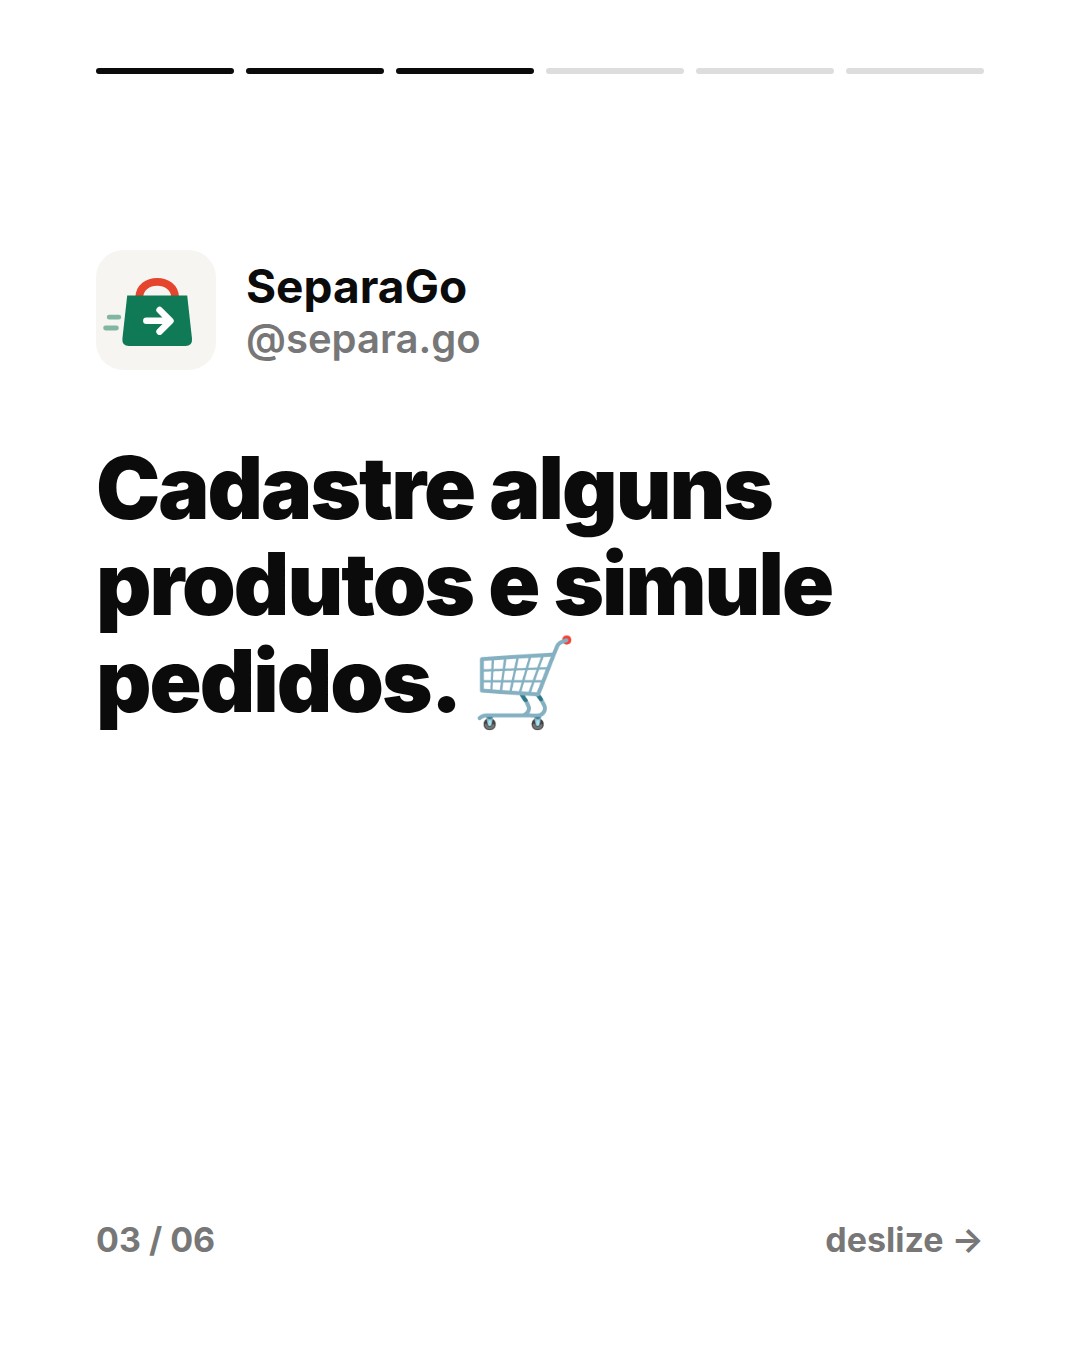 SeparaGo
@separa.go
Cadastre alguns
produtos e simule
pedidos. 🛒
03 / 06
deslize →